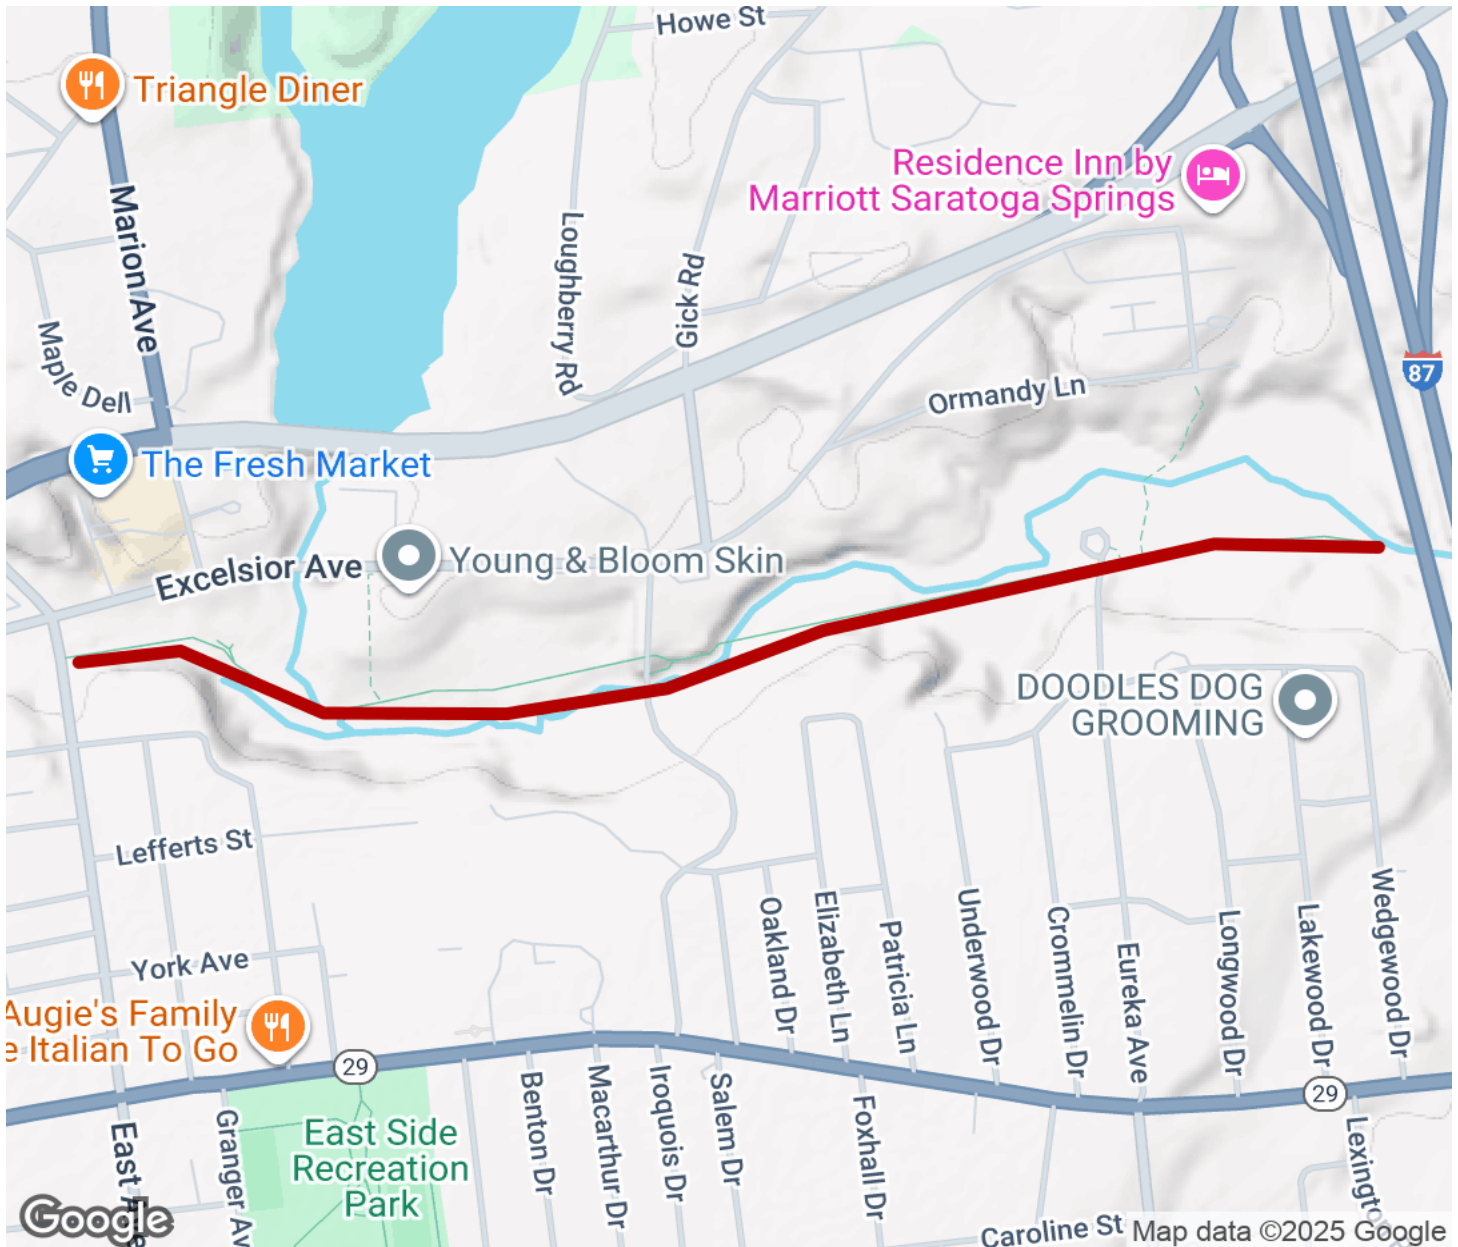 Howe St
Triangle Diner
Residence Inn by
Marriott Saratoga Springs
Marion Ave
Loughberry Rd
Gick Rd
Maple Dell
87
Ormandy Ln
The Fresh Market
Excelsior Ave
Young & Bloom Skin
DOODLES DOG
GROOMING
Lefferts St
York Ave
Oakland Dr
Elizabeth Ln
Patricia Ln
Underwood Dr
Crommelin Dr
Eureka Ave
Longwood Dr
Lakewood Dr
Wedgewood Dr
Augie's Family
e Italian To Go
29
29
East Side
Recreation
Park
East Ave
Granger Av
Benton Dr
Macarthur Dr
Iroquois Dr
Salem Dr
Foxhall Dr
Lexington
Caroline St
Google
Map data ©2025 Google